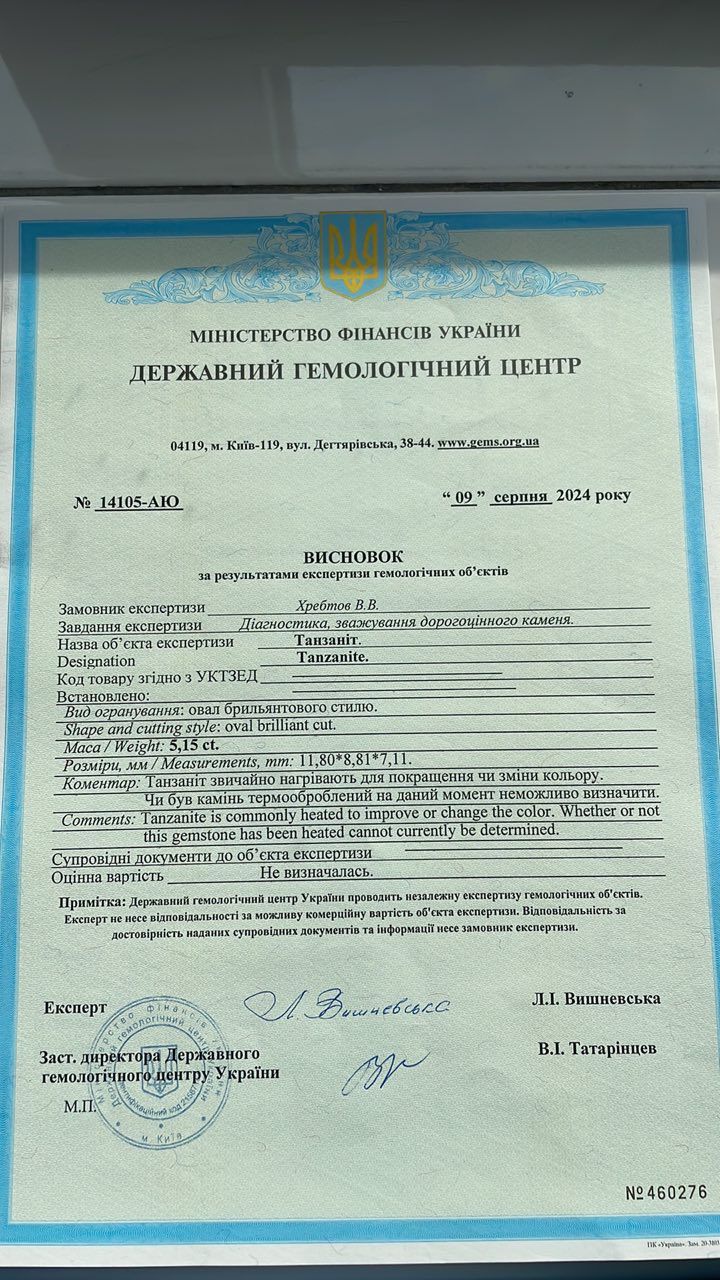 МІНІСТЕРСТВО ФІНАНСІВ УКРАЇНИ
ДЕРЖАВНИЙ ГЕМОЛОГІЧНИЙ ЦЕНТР
04119, м. Київ-119, вул. Дегтярівська, 38-44. www.gems.org.ua
№ 14105-АЮ “ 09 ” серпня 2024 року
ВИСНОВОК
за результатами експертизи гемологічних об’єктів
Замовник експертизи Хребтов В.В.
Завдання експертизи Діагностика, зважування дорогоцінного каменя.
Назва об’єкта експертизи Танзаніт.
Designation Tanzanite.
Код товару згідно з УКТЗЕД
Встановлено:
Вид огранування: овал брильянтового стилю.
Shape and cutting style: oval brilliant cut.
Маса / Weight: 5,15 ct.
Розміри, мм / Measurements, mm: 11,80*8,81*7,11.
Коментар: Танзаніт звичайно нагрівають для покращення чи зміни кольору.
Чи був камінь термооброблений на даний момент неможливо визначити.
Comments: Tanzanite is commonly heated to improve or change the color. Whether or not
this gemstone has been heated cannot currently be determined.
Супровідні документи до об’єкта експертизи
Оцінна вартість Не визначалась.
Примітка: Державний гемологічний центр України проводить незалежну експертизу гемологічних об’єктів.
Експерт не несе відповідальності за можливу комерційну вартість об’єкта експертизи. Відповідальність за
достовірність наданих супровідних документів та інформації несе замовник експертизи.
Експерт Л. Вишневська Л.І. Вишневська
Заст. директора Державного В.І. Татарінцев
гемологічного центру України
М.П.
м. Київ
№460276
ПК «Україна». Зам.